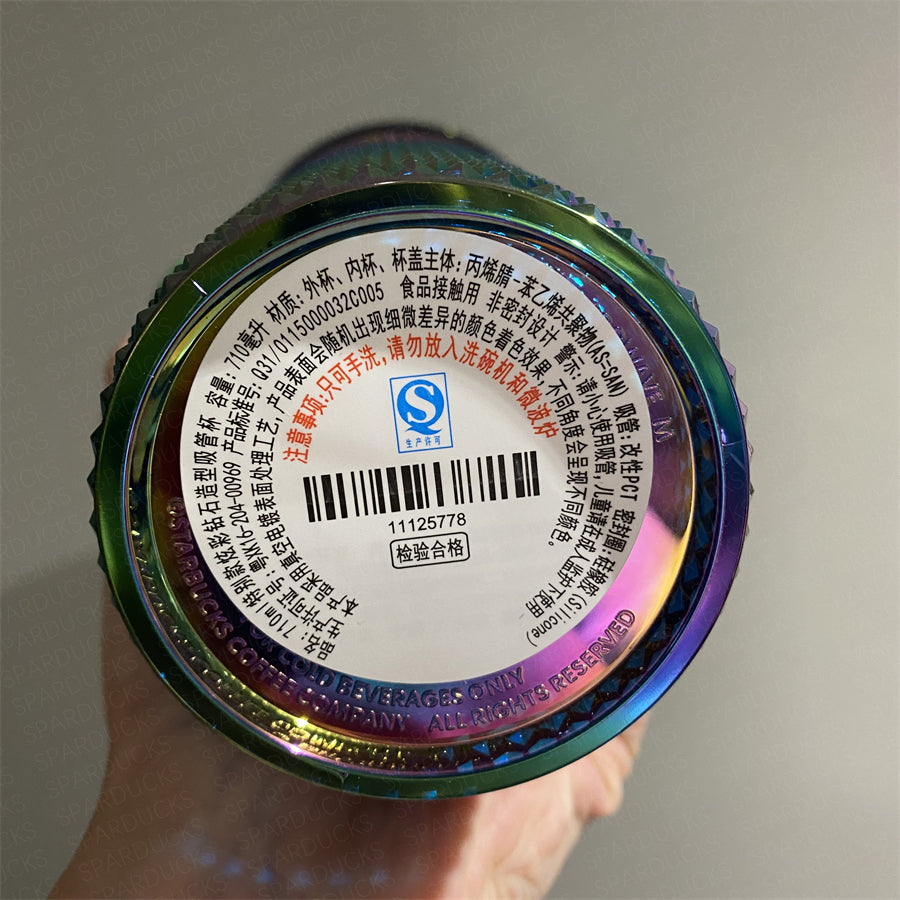 品名：710ml特别款炫彩钻石造型吸管杯 容量：710毫升 材质：外杯、内杯、杯盖主体：丙烯腈-苯乙烯共聚物(AS-SAN) 吸管：改性PCT 密封圈：硅橡胶(Silicone)
生产许可证号：粤XK16-204-00969 产品标准号：Q31/0115000032C005 食品接触用 非密封设计 警示：请小心使用吸管，儿童请在成人监护下使用
本产品采用真空电镀表面处理工艺，产品表面会随机出现细微差异的颜色着色效果，不同角度会呈现不同颜色。
注意事项：只可手洗，请勿放入洗碗机和微波炉
S
生产许可
11125778
检验合格
FOR COLD BEVERAGES ONLY
©STARBUCKS COFFEE COMPANY ALL RIGHTS RESERVED
SPARDUCKS